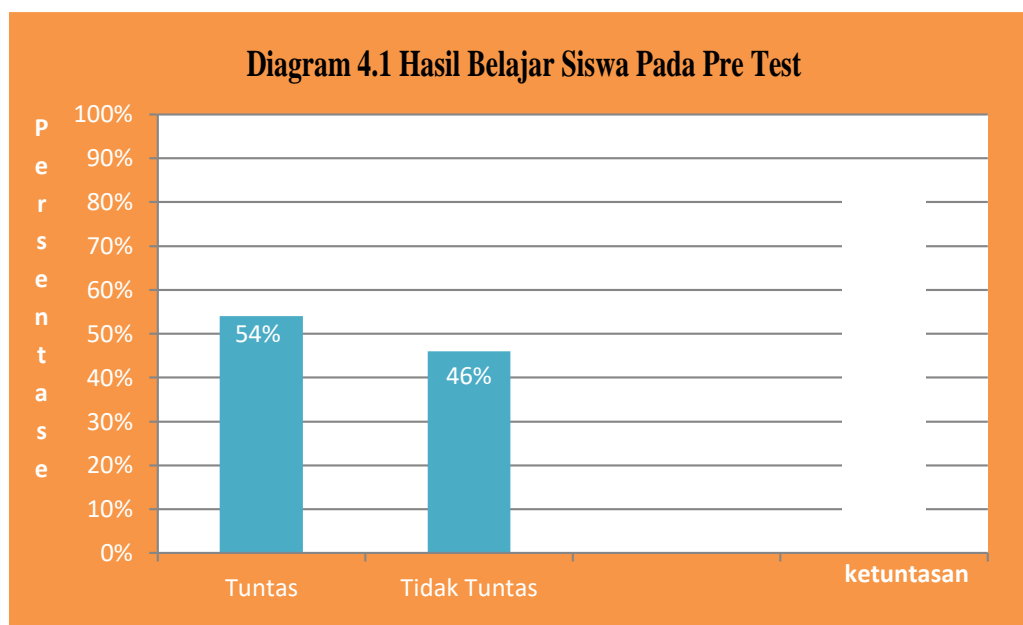 Diagram 4.1 Hasil Belajar Siswa Pada Pre Test
Persentase
100%
90%
80%
70%
60%
50%
40%
30%
20%
10%
0%
54%
46%
Tuntas
Tidak Tuntas
ketuntasan